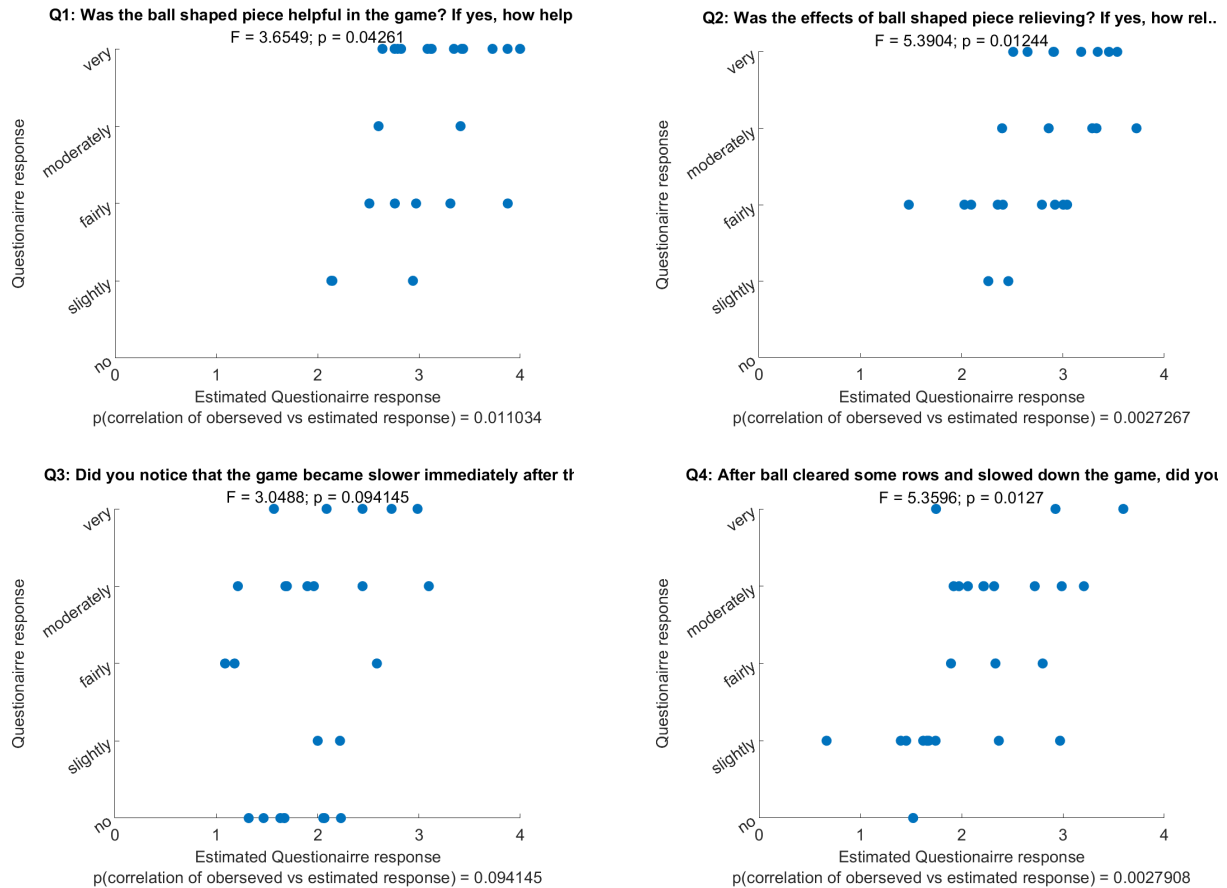 Q1: Was the ball shaped piece helpful in the game? If yes, how help
F = 3.6549; p = 0.04261
very
moderately
fairly
slightly
no
Questionairre response
0 1 2 3 4
Estimated Questionairre response
p(correlation of oberseved vs estimated response) = 0.011034
Q2: Was the effects of ball shaped piece relieving? If yes, how rel..
F = 5.3904; p = 0.01244
very
moderately
fairly
slightly
no
Questionairre response
0 1 2 3 4
Estimated Questionairre response
p(correlation of oberseved vs estimated response) = 0.0027267
Q3: Did you notice that the game became slower immediately after th
F = 3.0488; p = 0.094145
very
moderately
fairly
slightly
no
Questionairre response
0 1 2 3 4
Estimated Questionairre response
p(correlation of oberseved vs estimated response) = 0.094145
Q4: After ball cleared some rows and slowed down the game, did you
F = 5.3596; p = 0.0127
very
moderately
fairly
slightly
no
Questionairre response
0 1 2 3 4
Estimated Questionairre response
p(correlation of oberseved vs estimated response) = 0.0027908